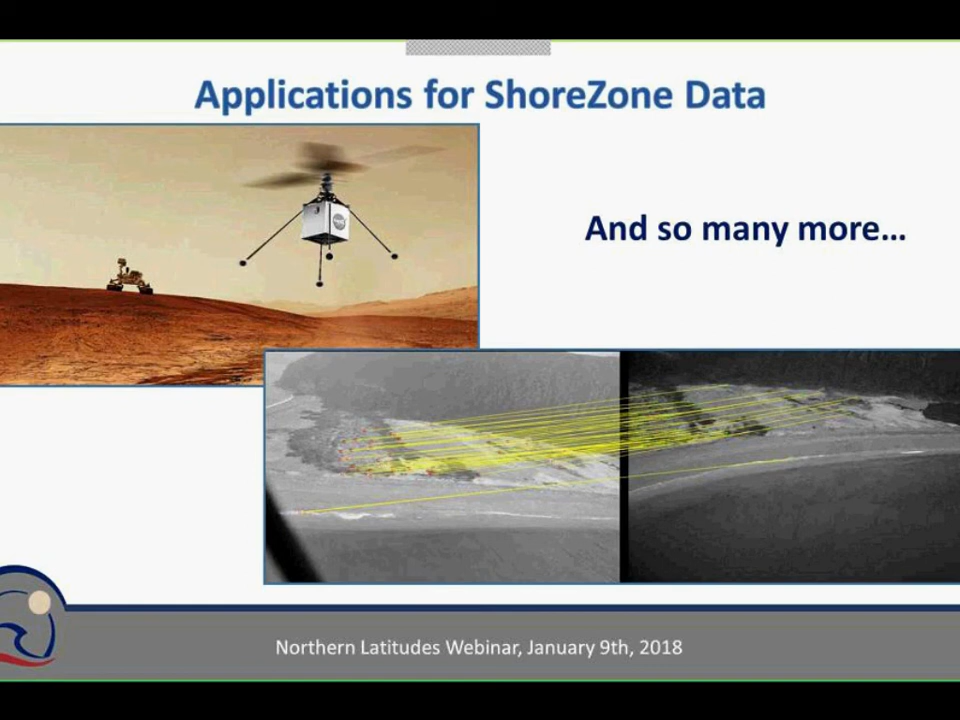 Applications for ShoreZone Data
And so many more...
Northern Latitudes Webinar, January 9th, 2018